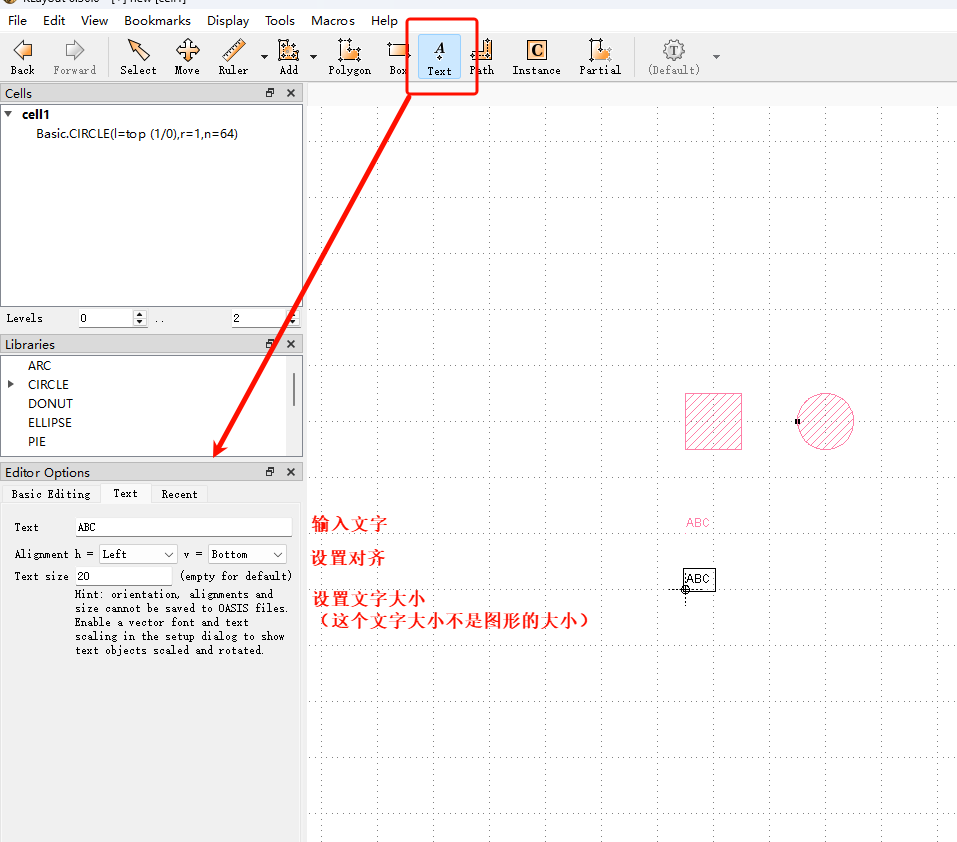 File Edit View Bookmarks Display Tools Macros Help
Back Forward Select Move Ruler Add Polygon Box Text Path Instance Partial (Default)
Cells
cell1
Basic.CIRCLE(l=top (1/0),r=1,n=64)
Levels 0 .. 2
Libraries
ARC
CIRCLE
DONUT
ELLIPSE
PIE
Editor Options
Basic Editing Text Recent
Text ABC
输入文字
Alignment h = Left v = Bottom
设置对齐
Text size 20 (empty for default)
设置文字大小
(这个文字大小不是图形的大小)
Hint: orientation, alignments and
size cannot be saved to OASIS files.
Enable a vector font and text
scaling in the setup dialog to show
text objects scaled and rotated.
ABC
ABC